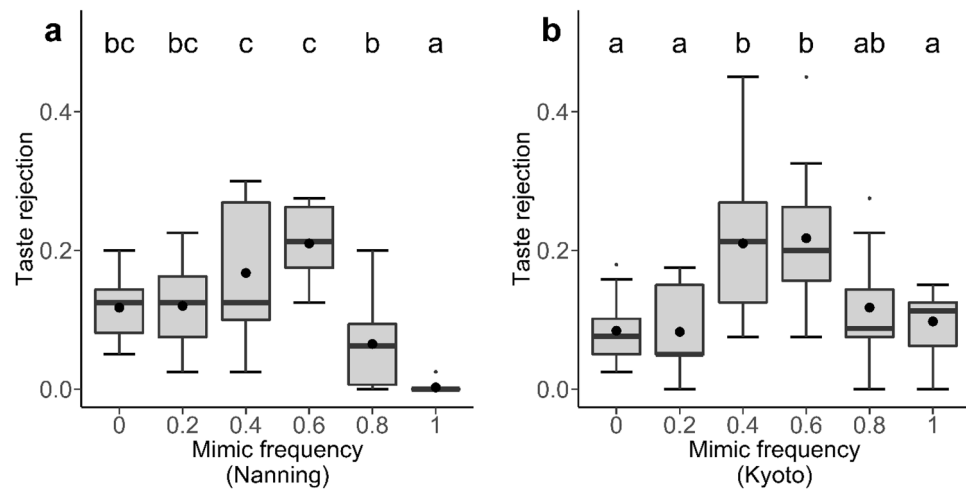 a
bc bc c c b a
Taste rejection
0.4
0.2
0.0
0 0.2 0.4 0.6 0.8 1
Mimic frequency
(Nanning)
b
a a b b ab a
Taste rejection
0.4
0.2
0.0
0 0.2 0.4 0.6 0.8 1
Mimic frequency
(Kyoto)